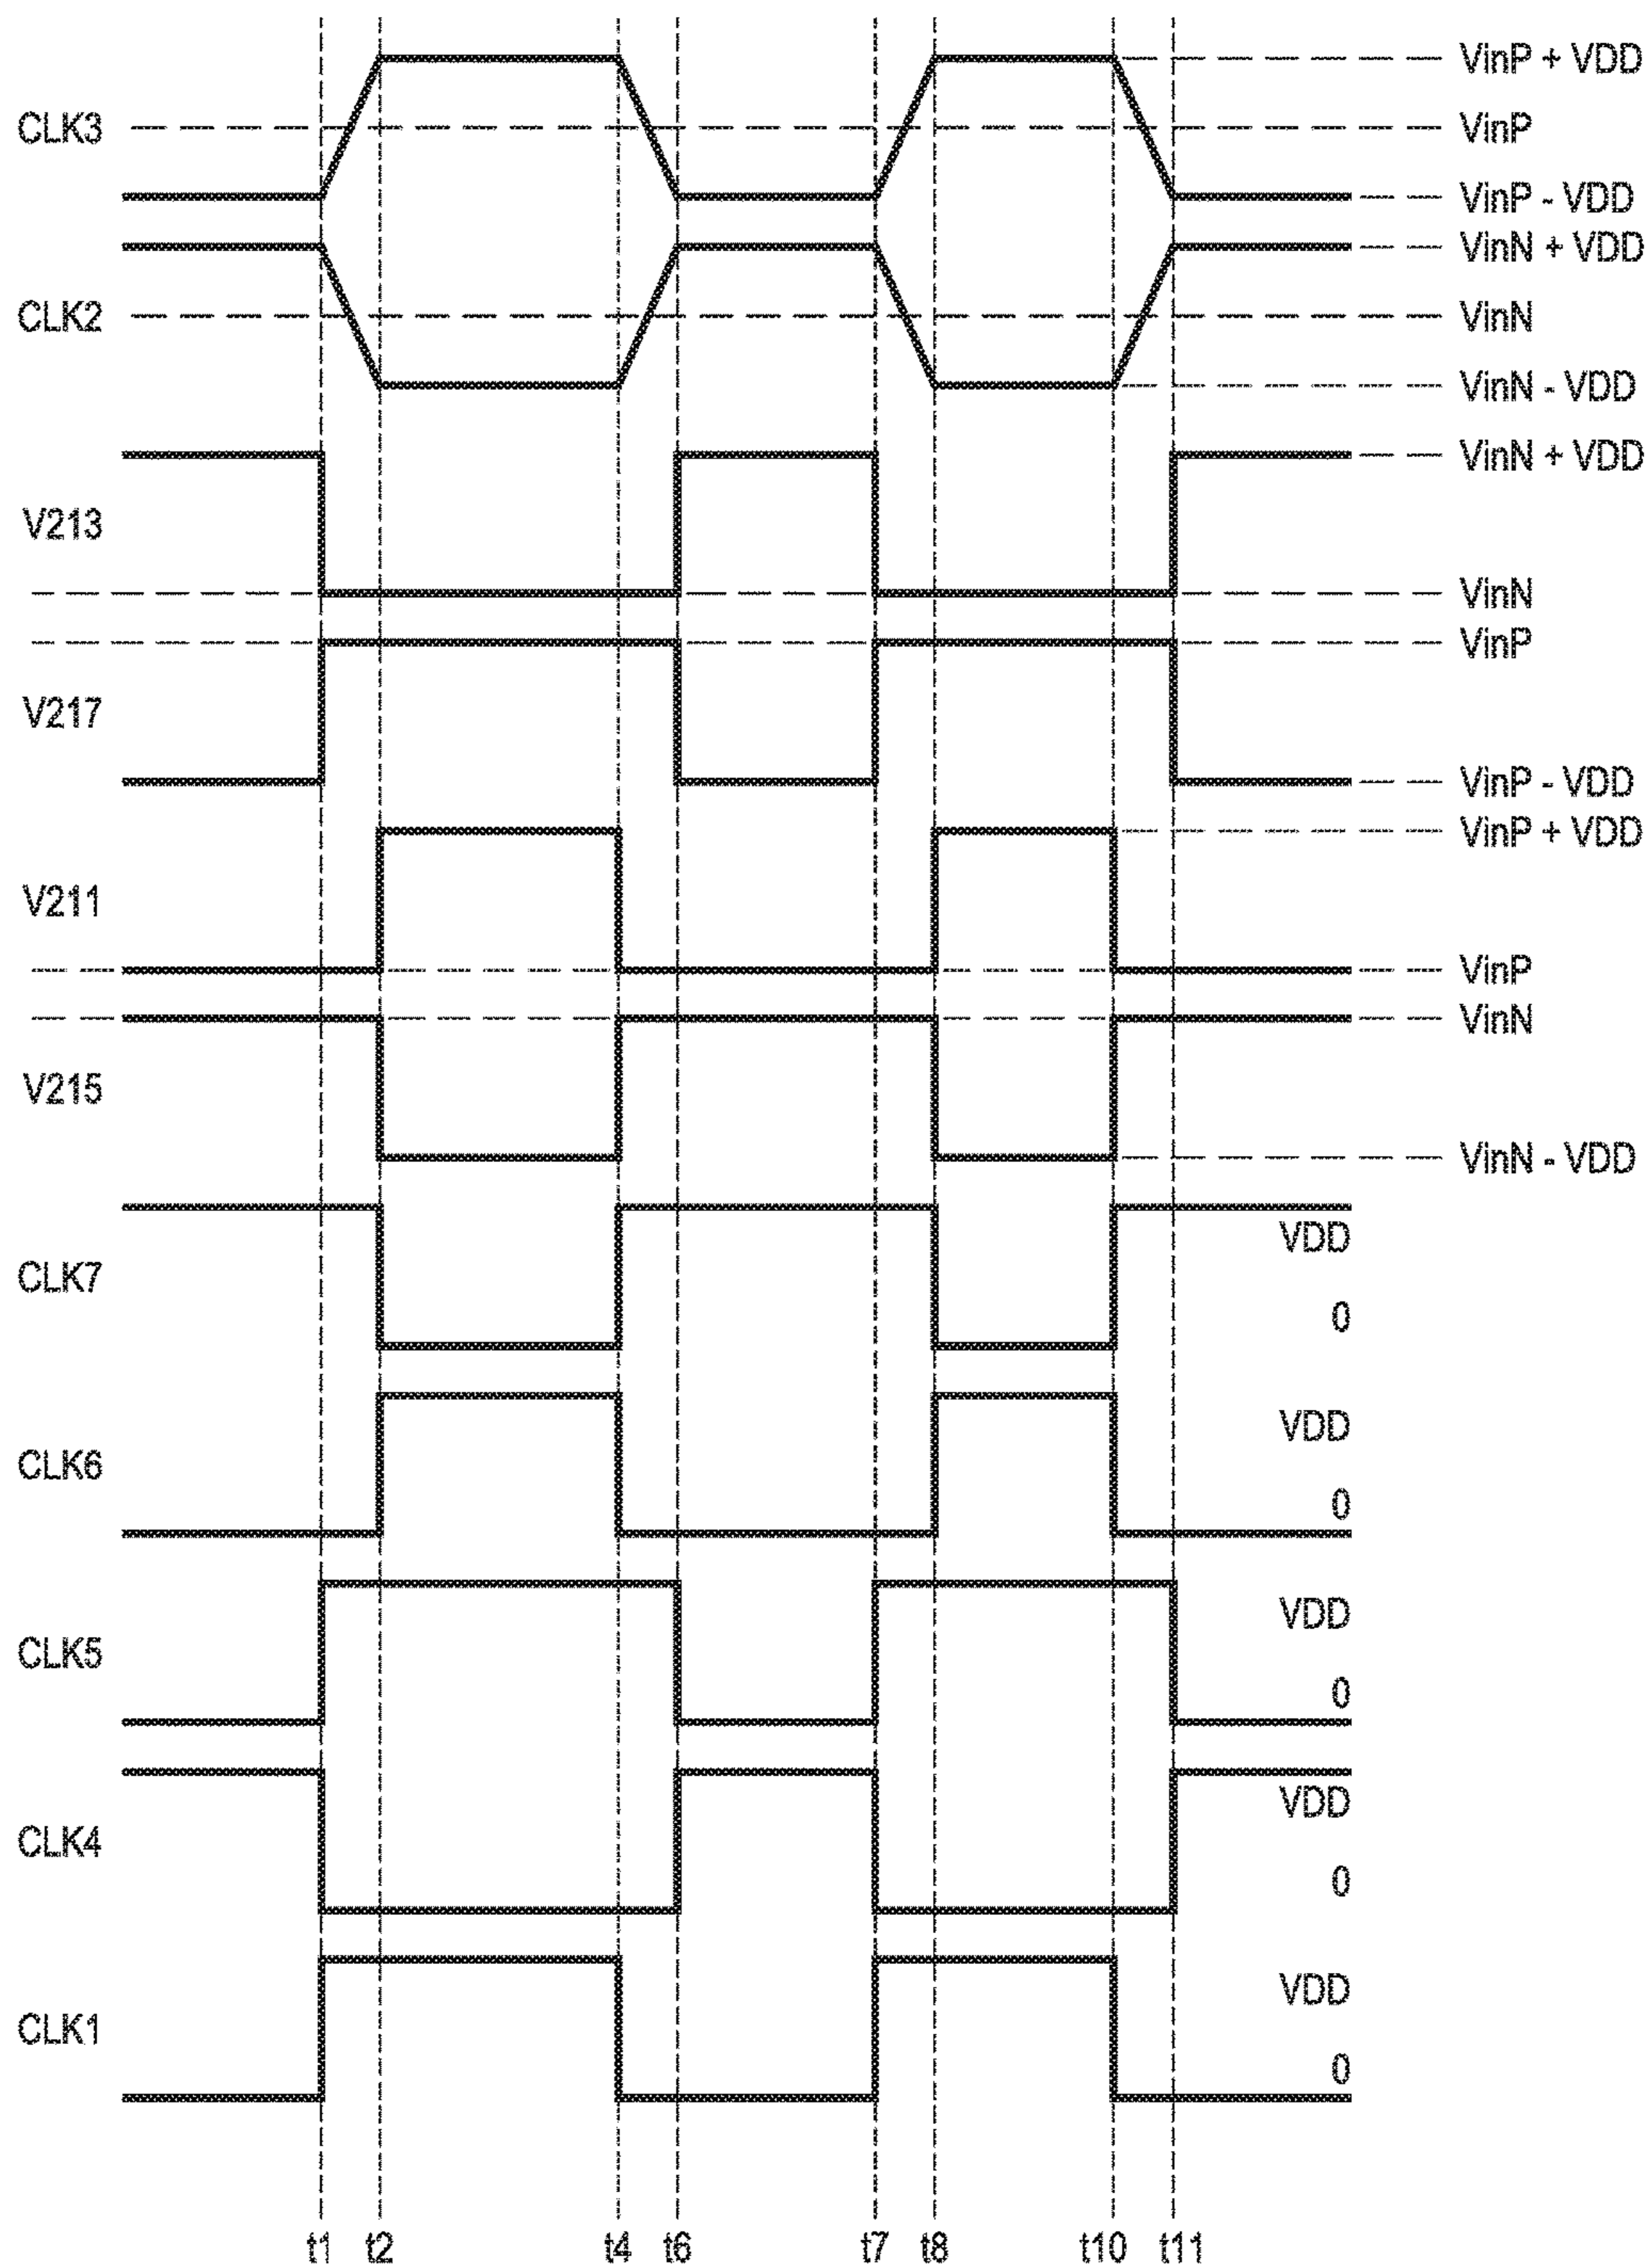 VinP + VDD
CLK3
VinP
VinP - VDD
VinN + VDD
CLK2
VinN
VinN - VDD
VinN + VDD
V213
VinN
VinP
V217
VinP - VDD
VinP + VDD
V211
VinP
VinN
V215
VinN - VDD
VDD
CLK7
0
VDD
CLK6
0
VDD
CLK5
0
VDD
CLK4
0
VDD
CLK1
0
t1 t2 t4 t6 t7 t8 t10 t11